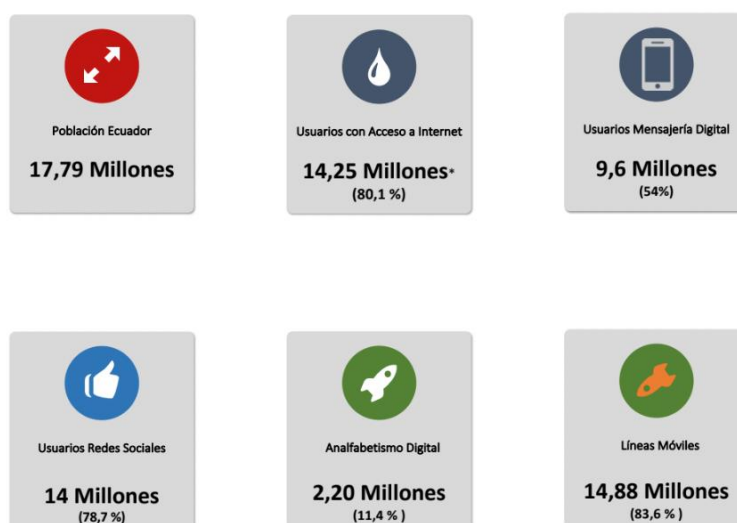 Población Ecuador
17,79 Millones
Usuarios con Acceso a Internet
14,25 Millones*
(80,1 %)
Usuarios Mensajería Digital
9,6 Millones
(54%)
Usuarios Redes Sociales
14 Millones
(78,7 %)
Analfabetismo Digital
2,20 Millones
(11,4 % )
Líneas Móviles
14,88 Millones
(83,6 % )